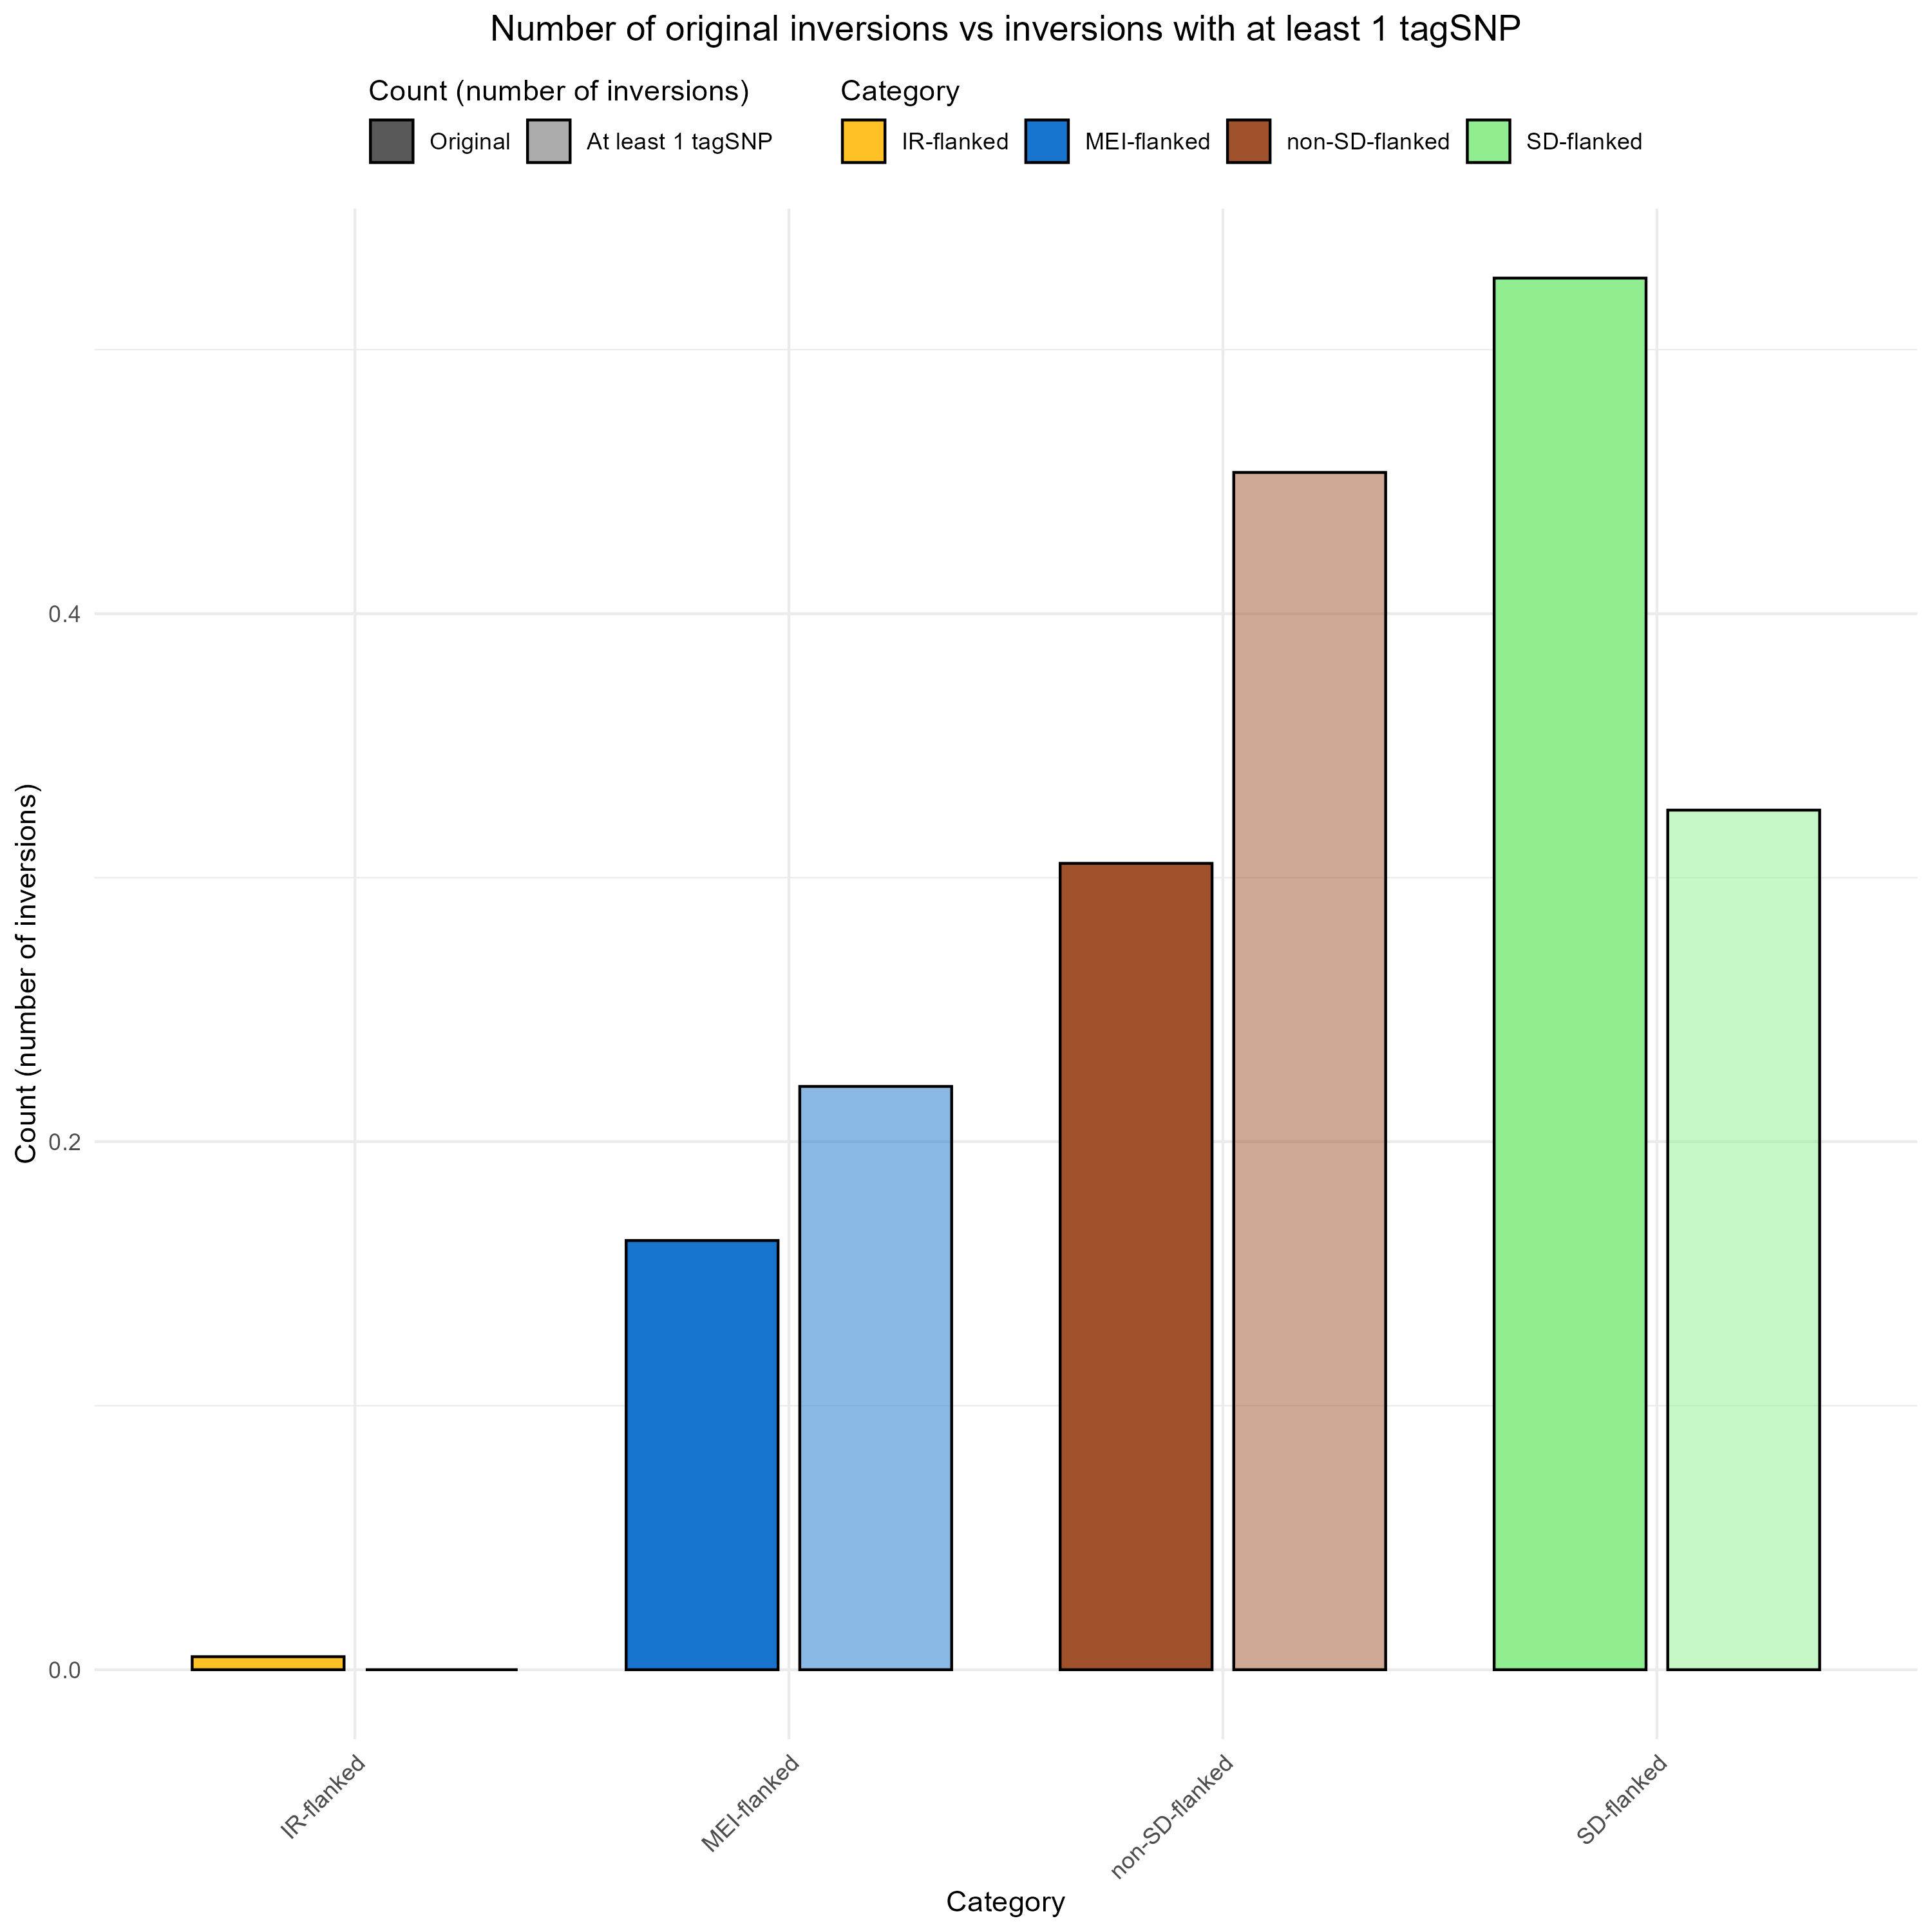 Number of original inversions vs inversions with at least 1 tagSNP
Count (number of inversions)
Original
At least 1 tagSNP
Category
IR-flanked
MEI-flanked
non-SD-flanked
SD-flanked
Count (number of inversions)
0.4
0.2
0.0
IR-flanked
MEI-flanked
non-SD-flanked
SD-flanked
Category